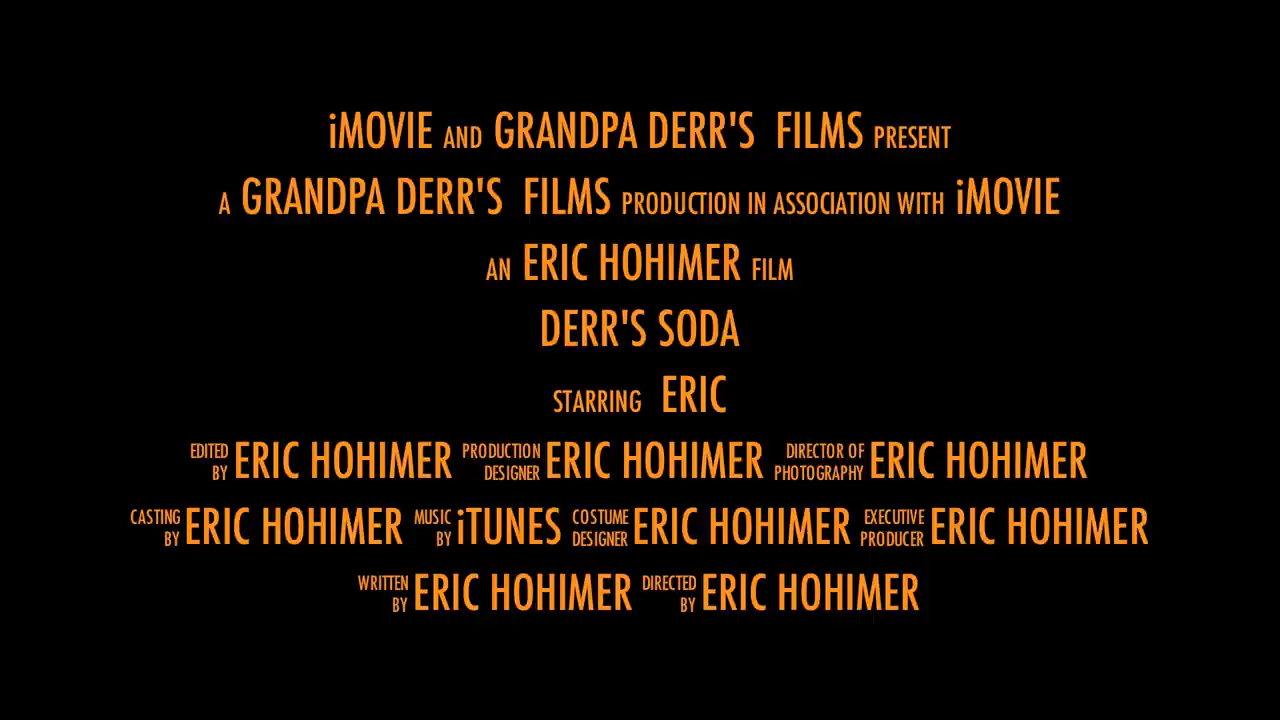 iMOVIE AND GRANDPA DERR'S  FILMS PRESENT
A GRANDPA DERR'S  FILMS PRODUCTION IN ASSOCIATION WITH iMOVIE
AN ERIC HOHIMER FILM
DERR'S SODA
STARRING  ERIC
EDITED BY ERIC HOHIMER PRODUCTION DESIGNER ERIC HOHIMER DIRECTOR OF PHOTOGRAPHY ERIC HOHIMER
CASTING BY ERIC HOHIMER MUSIC BY iTUNES COSTUME DESIGNER ERIC HOHIMER EXECUTIVE PRODUCER ERIC HOHIMER
WRITTEN BY ERIC HOHIMER DIRECTED BY ERIC HOHIMER